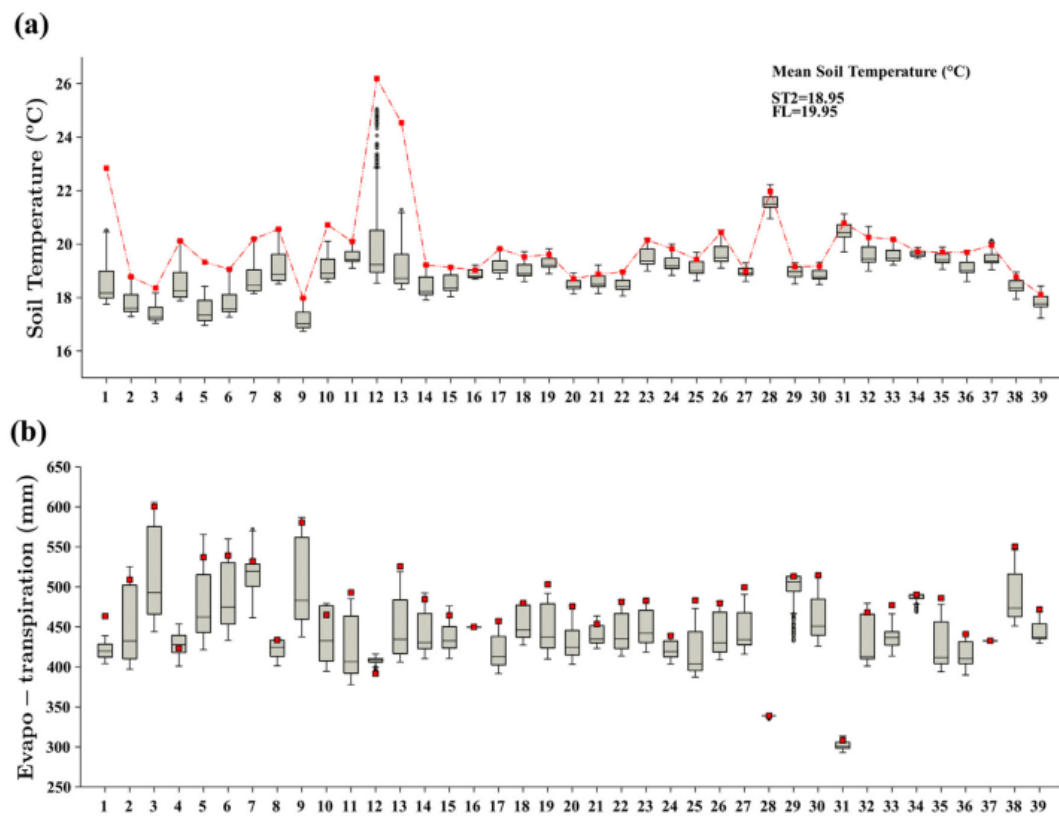 (a)
Soil Temperature (°C)
26
24
22
20
18
16
Mean Soil Temperature (°C)
ST2=18.95
FL=19.95
1 2 3 4 5 6 7 8 9 10 11 12 13 14 15 16 17 18 19 20 21 22 23 24 25 26 27 28 29 30 31 32 33 34 35 36 37 38 39
(b)
Evapo – transpiration (mm)
650
600
550
500
450
400
350
300
250
1 2 3 4 5 6 7 8 9 10 11 12 13 14 15 16 17 18 19 20 21 22 23 24 25 26 27 28 29 30 31 32 33 34 35 36 37 38 39